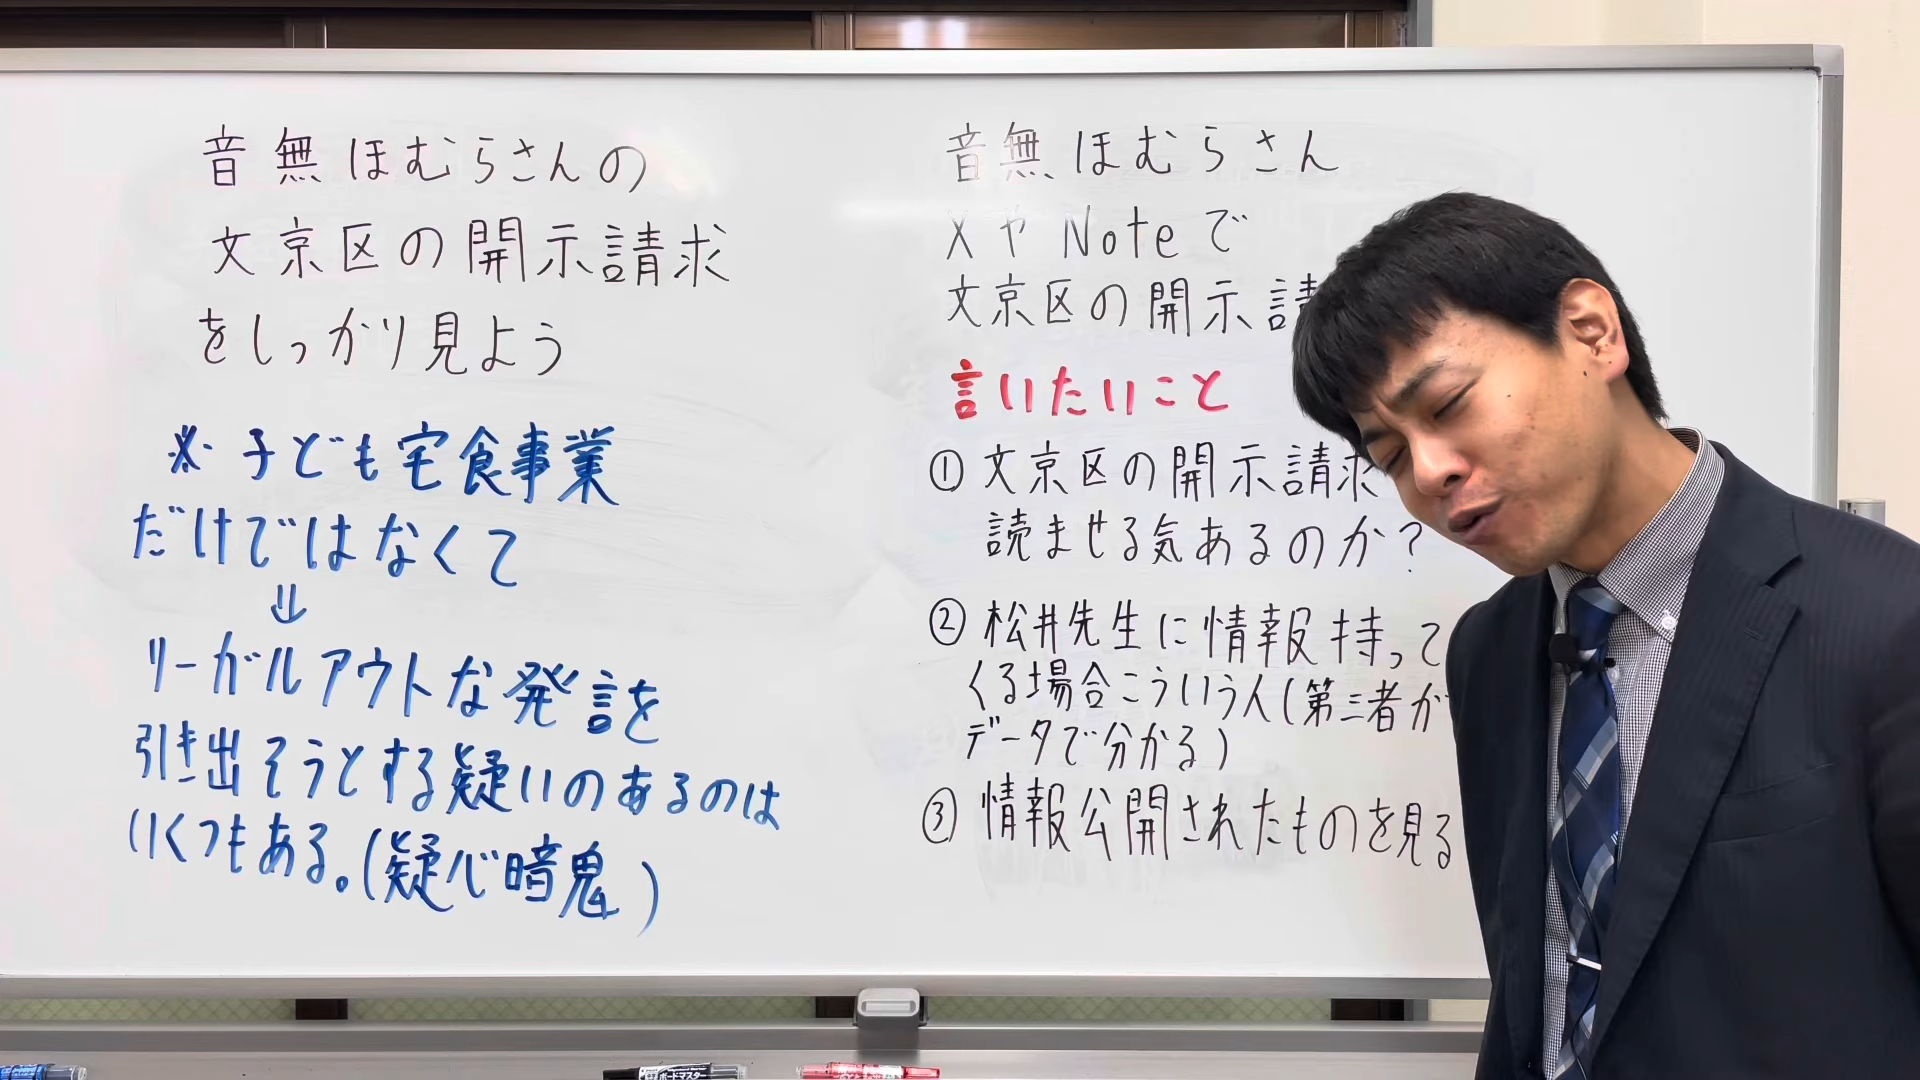 音無ほむらさんの
文京区の開示請求
をしっかり見よう
※子ども宅食事業
だけではなくて
⇓
リーガルアウトな発言を
引き出そうとする疑いのあるのは
いくつもある。(疑心暗鬼)
音無ほむらさん
XやNoteで
文京区の開示請
言いたいこと
① 文京区の開示請求
読ませる気あるのか？
② 松井先生に情報持って
くる場合こういう人(第三者が
データで分かる)
③ 情報公開されたものを見る
ボードマスター